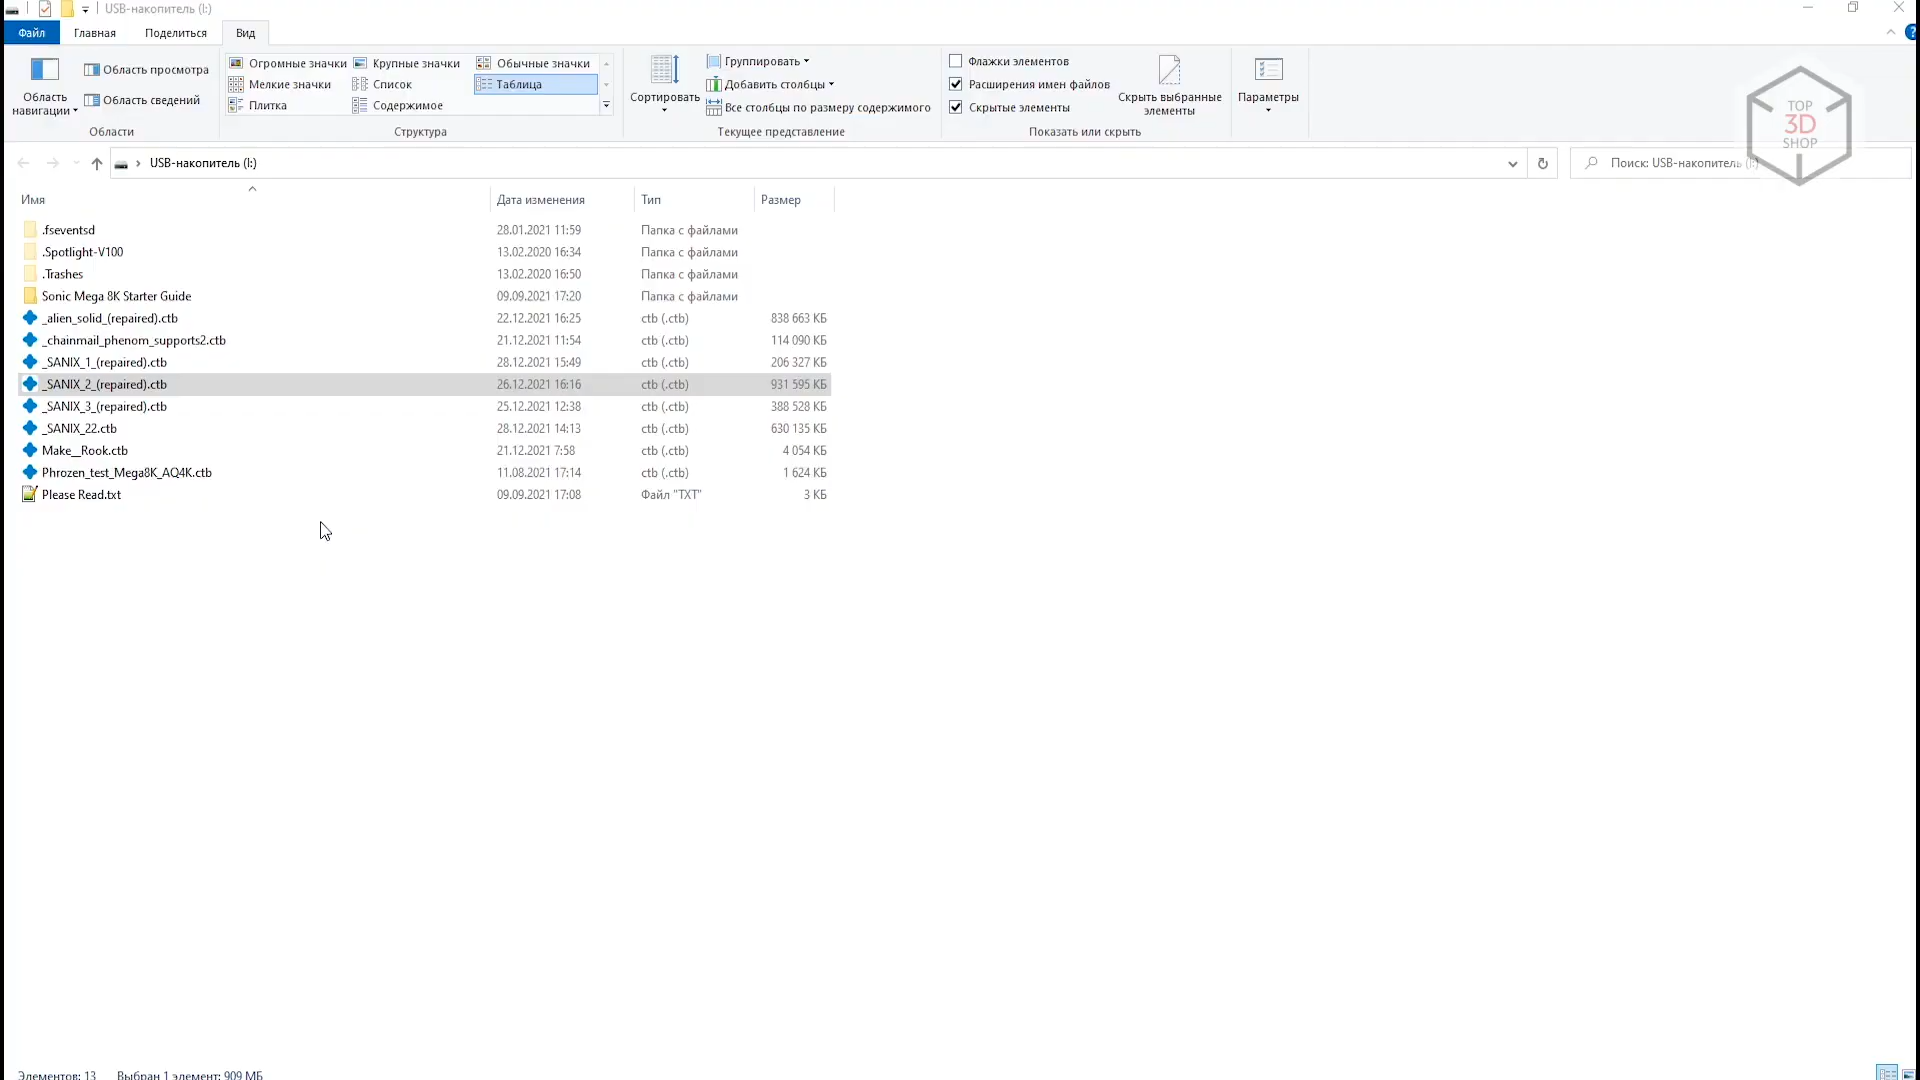 USB-накопитель (I:)
Файл Главная Поделиться Вид
Область навигации
Область просмотра
Область сведений
Области
Огромные значки Крупные значки Обычные значки
Мелкие значки Список Таблица
Плитка Содержимое
Структура
Сортировать
Группировать
Добавить столбцы
Все столбцы по размеру содержимого
Текущее представление
Флажки элементов
Расширения имен файлов
Скрытые элементы
Скрыть выбранные
элементы
Показать или скрыть
Параметры
TOP
3D
SHOP
USB-накопитель (I:)
Поиск: USB-накопитель (I:)
Имя Дата изменения Тип Размер
.fseventsd 28.01.2021 11:59 Папка с файлами
.Spotlight-V100 13.02.2020 16:34 Папка с файлами
.Trashes 13.02.2020 16:50 Папка с файлами
Sonic Mega 8K Starter Guide 09.09.2021 17:20 Папка с файлами
_alien_solid_(repaired).ctb 22.12.2021 16:25 ctb (.ctb) 838 663 КБ
_chainmail_phenom_supports2.ctb 21.12.2021 11:54 ctb (.ctb) 114 090 КБ
_SANIX_1_(repaired).ctb 28.12.2021 15:49 ctb (.ctb) 206 327 КБ
_SANIX_2_(repaired).ctb 26.12.2021 16:16 ctb (.ctb) 931 595 КБ
_SANIX_3_(repaired).ctb 25.12.2021 12:38 ctb (.ctb) 388 528 КБ
_SANIX_22.ctb 28.12.2021 14:13 ctb (.ctb) 630 135 КБ
Make__Rook.ctb 21.12.2021 7:58 ctb (.ctb) 4 054 КБ
Phrozen_test_Mega8K_AQ4K.ctb 11.08.2021 17:14 ctb (.ctb) 1 624 КБ
Please Read.txt 09.09.2021 17:08 Файл "TXT" 3 КБ
Элементов: 13 Выбран 1 элемент: 909 МБ